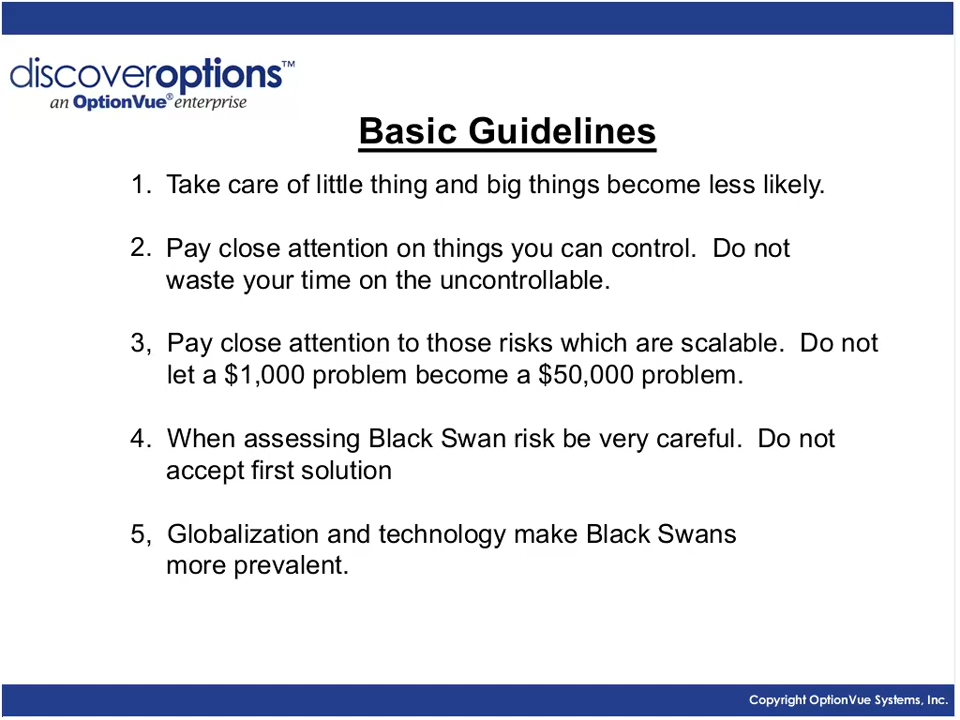 discoveroptions™
an OptionVue® enterprise
Basic Guidelines
1. Take care of little thing and big things become less likely.
2. Pay close attention on things you can control. Do not
waste your time on the uncontrollable.
3, Pay close attention to those risks which are scalable. Do not
let a $1,000 problem become a $50,000 problem.
4. When assessing Black Swan risk be very careful. Do not
accept first solution
5, Globalization and technology make Black Swans
more prevalent.
Copyright OptionVue Systems, Inc.